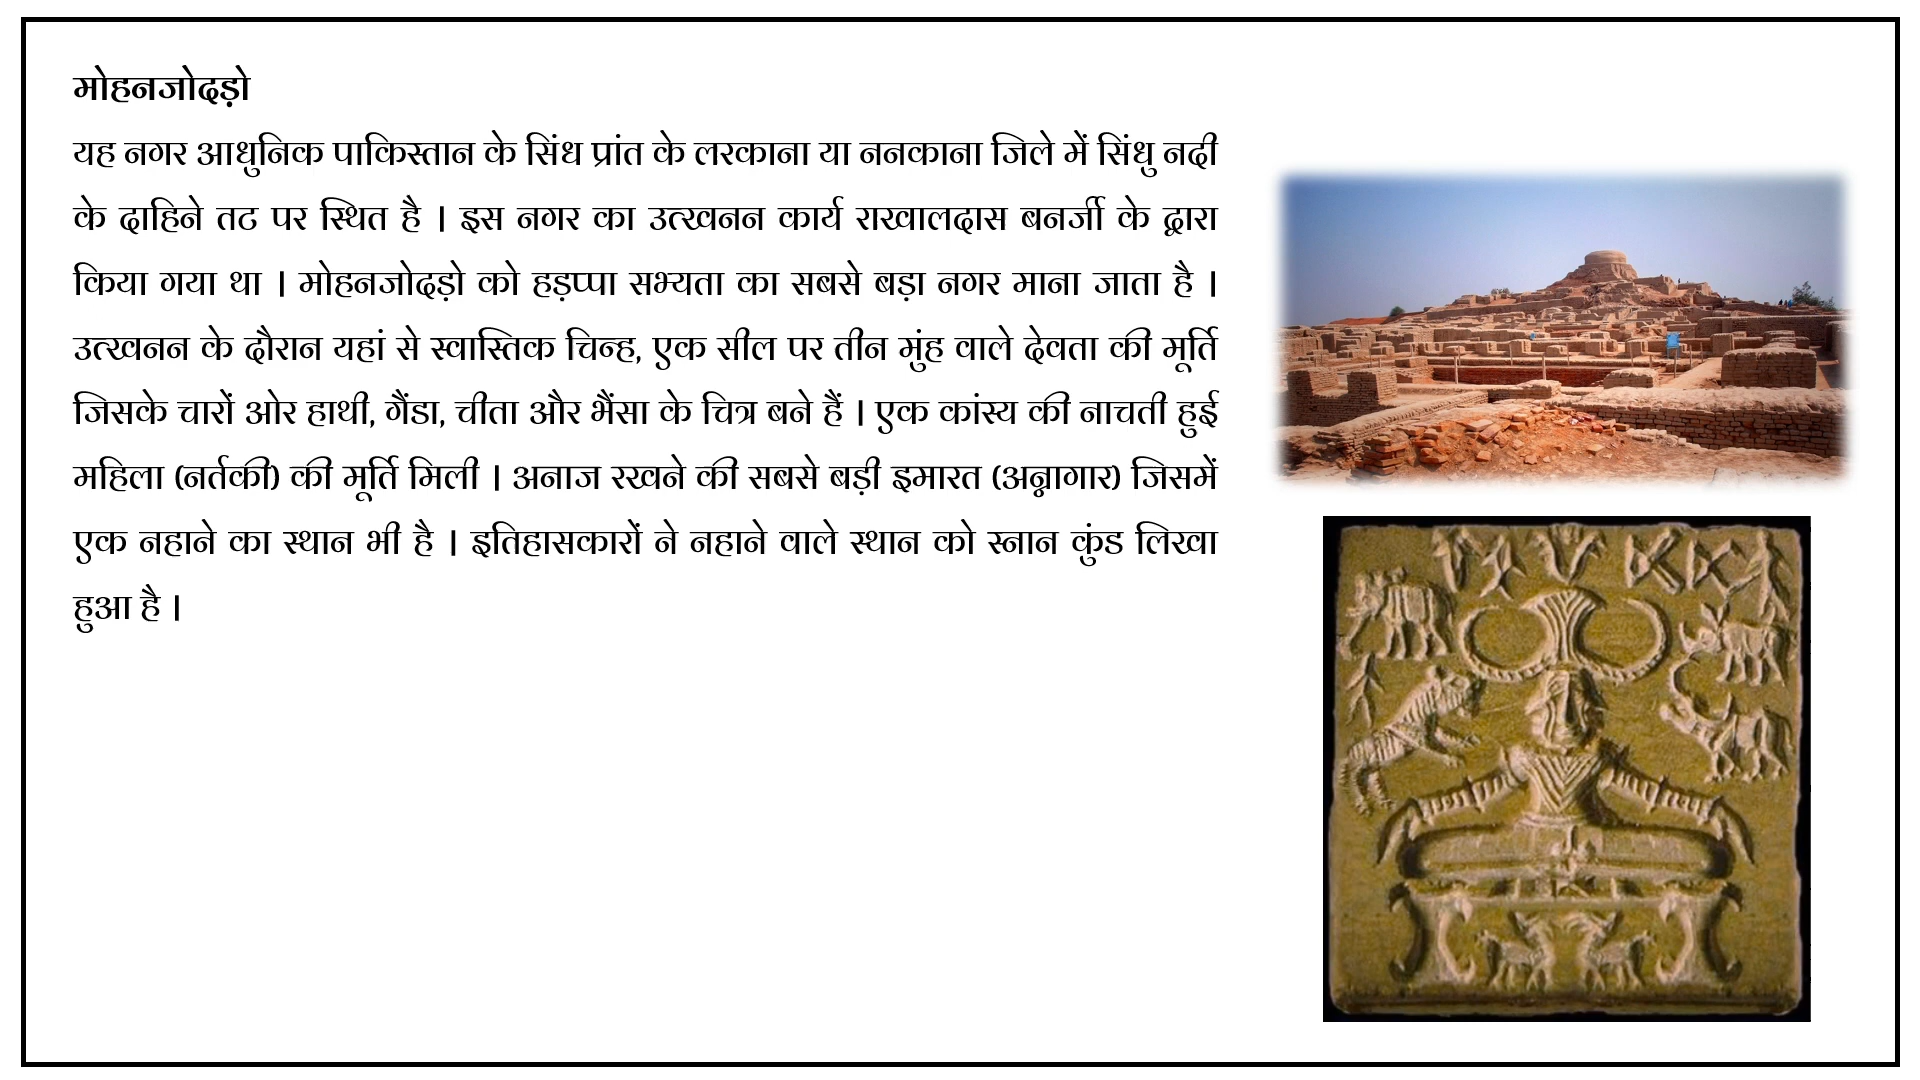 मोहनजोदड़ो
यह नगर आधुनिक पाकिस्तान के सिंध प्रांत के लरकाना या ननकाना जिले में सिंधु नदी
के दाहिने तट पर स्थित है । इस नगर का उत्खनन कार्य राखालदास बनर्जी के द्वारा
किया गया था । मोहनजोदड़ो को हड़प्पा सभ्यता का सबसे बड़ा नगर माना जाता है ।
उत्खनन के दौरान यहां से स्वास्तिक चिन्ह, एक सील पर तीन मुंह वाले देवता की मूर्ति
जिसके चारों ओर हाथी, गैंडा, चीता और भैंसा के चित्र बने हैं । एक कांस्य की नाचती हुई
महिला (नर्तकी) की मूर्ति मिली । अनाज रखने की सबसे बड़ी इमारत (अन्नागार) जिसमें
एक नहाने का स्थान भी है । इतिहासकारों ने नहाने वाले स्थान को स्नान कुंड लिखा
हुआ है ।